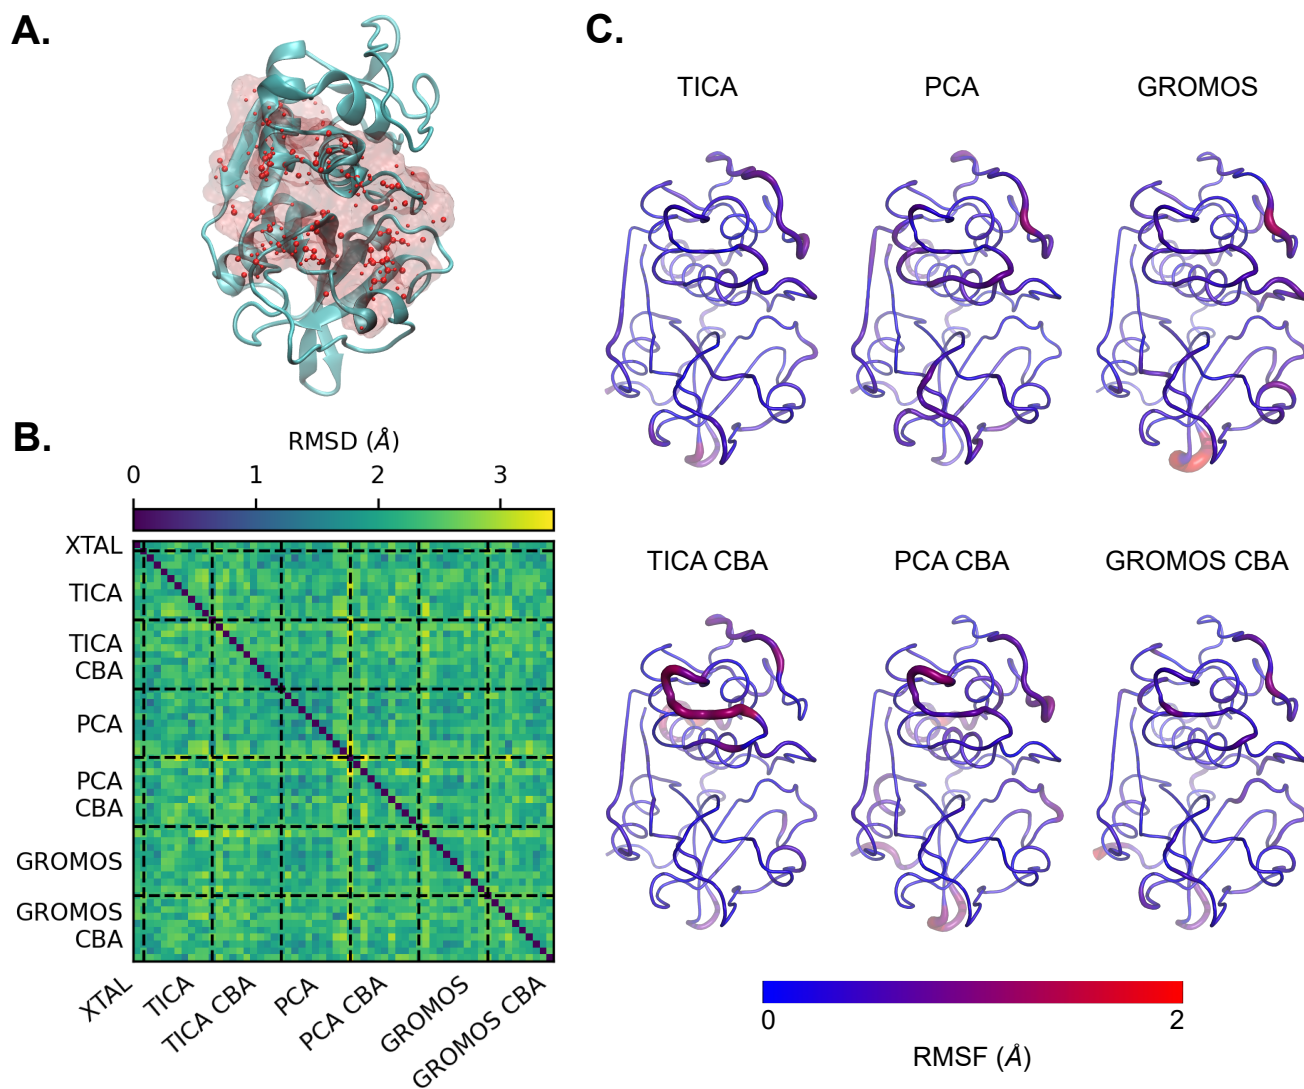 A.
C.
TICA
PCA
GROMOS
B.
RMSD (Å)
0 1 2 3
XTAL
TICA
TICA
CBA
PCA
PCA
CBA
GROMOS
GROMOS
CBA
XTAL
TICA
TICA CBA
PCA
PCA CBA
GROMOS
GROMOS CBA
TICA CBA
PCA CBA
GROMOS CBA
0 2
RMSF (Å)